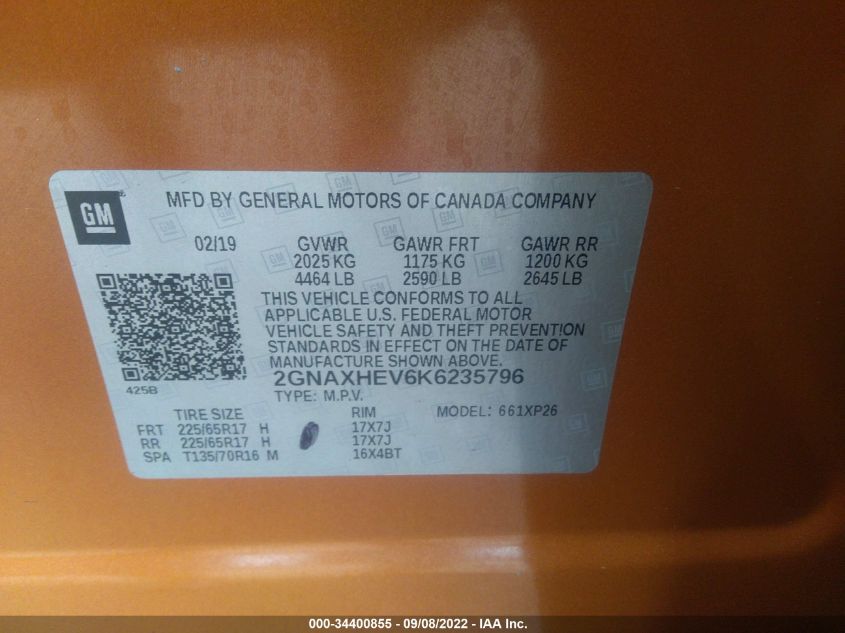 GM
MFD BY GENERAL MOTORS OF CANADA COMPANY
02/19 GVWR GAWR FRT GAWR RR
2025 KG 1175 KG 1200 KG
4464 LB 2590 LB 2645 LB
THIS VEHICLE CONFORMS TO ALL
APPLICABLE U.S. FEDERAL MOTOR
VEHICLE SAFETY AND THEFT PREVENTION
STANDARDS IN EFFECT ON THE DATE OF
MANUFACTURE SHOWN ABOVE.
2GNAXHEV6K6235796
425B
TYPE: M.P.V.
TIRE SIZE RIM MODEL: 661XP26
FRT 225/65R17 H 17X7J
RR 225/65R17 H 17X7J
SPA T135/70R16 M 16X4BT
000-34400855 - 09/08/2022 - IAA Inc.